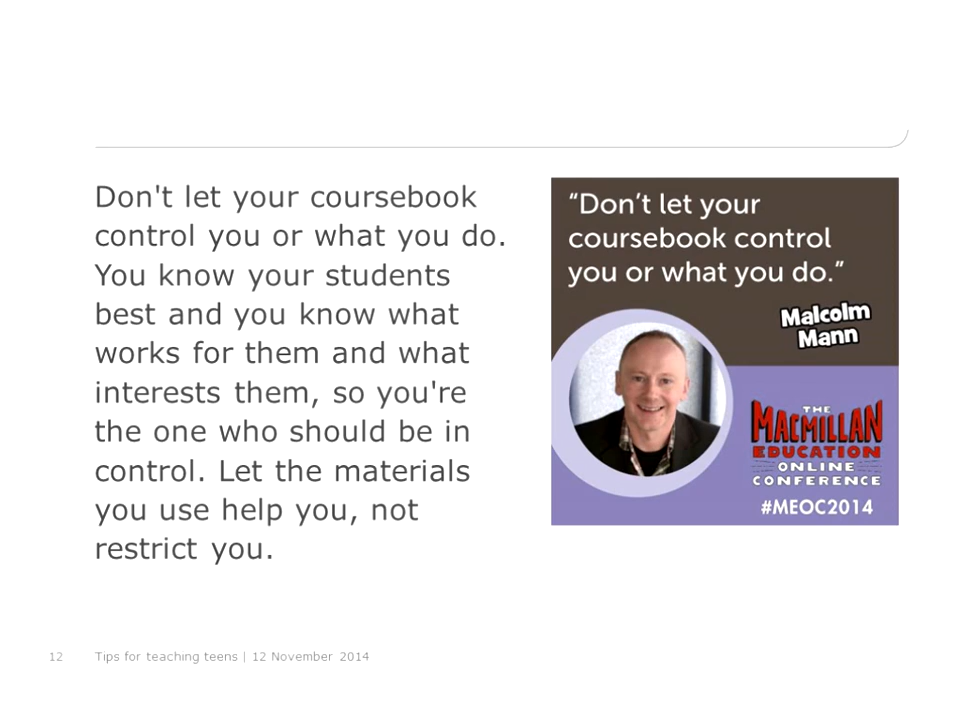 Don't let your coursebook
control you or what you do.
You know your students
best and you know what
works for them and what
interests them, so you're
the one who should be in
control. Let the materials
you use help you, not
restrict you.
“Don’t let your
coursebook control
you or what you do.”
Malcolm
Mann
THE
MACMILLAN
EDUCATION
ONLINE
CONFERENCE
#MEOC2014
12 Tips for teaching teens | 12 November 2014